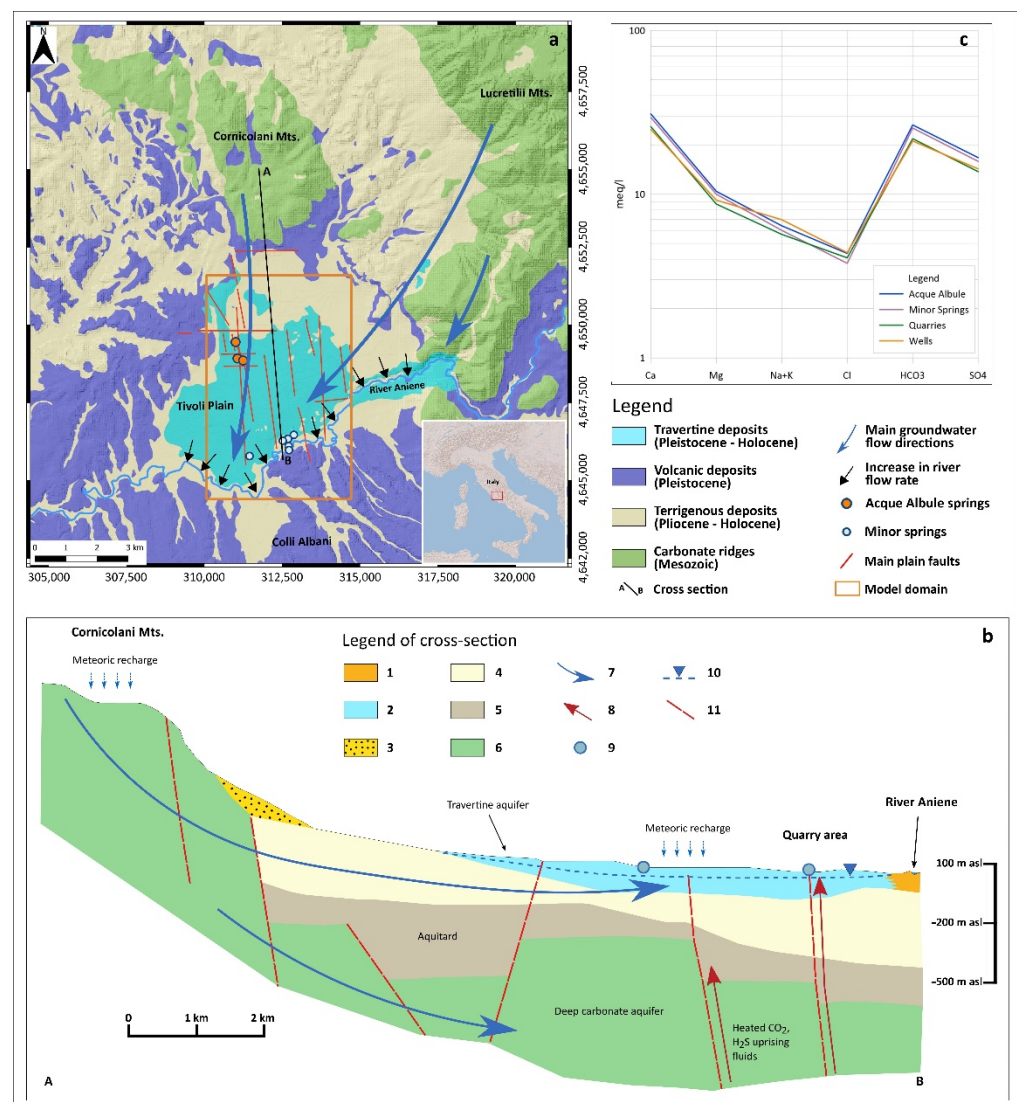 N
a
Lucretilii Mts.
Cornicolani Mts.
A
River Aniene
Tivoli Plain
B
Italy
Colli Albani
0 1 2 3 km
305,000 307,500 310,000 312,500 315,000 317,500 320,000
4,657,500
4,655,000
4,652,500
4,650,000
4,647,500
4,645,000
4,642,000
c
100
10
1
meq/l
Legend
Acque Albule
Minor Springs
Quarries
Wells
Ca Mg Na+K Cl HCO3 SO4
Legend
Travertine deposits
(Pleistocene - Holocene)
Volcanic deposits
(Pleistocene)
Terrigenous deposits
(Pliocene - Holocene)
Carbonate ridges
(Mesozoic)
A B Cross section
Main groundwater
flow directions
Increase in river
flow rate
Acque Albule springs
Minor springs
Main plain faults
Model domain
b
Cornicolani Mts.
Meteoric recharge
Legend of cross-section
1 4 7 10
2 5 8 11
3 6 9
Travertine aquifer
Meteoric recharge
Quarry area
River Aniene
100 m asl
-200 m asl
-500 m asl
Aquitard
Deep carbonate aquifer
Heated CO2,
H2S uprising
fluids
0 1 km 2 km
A B